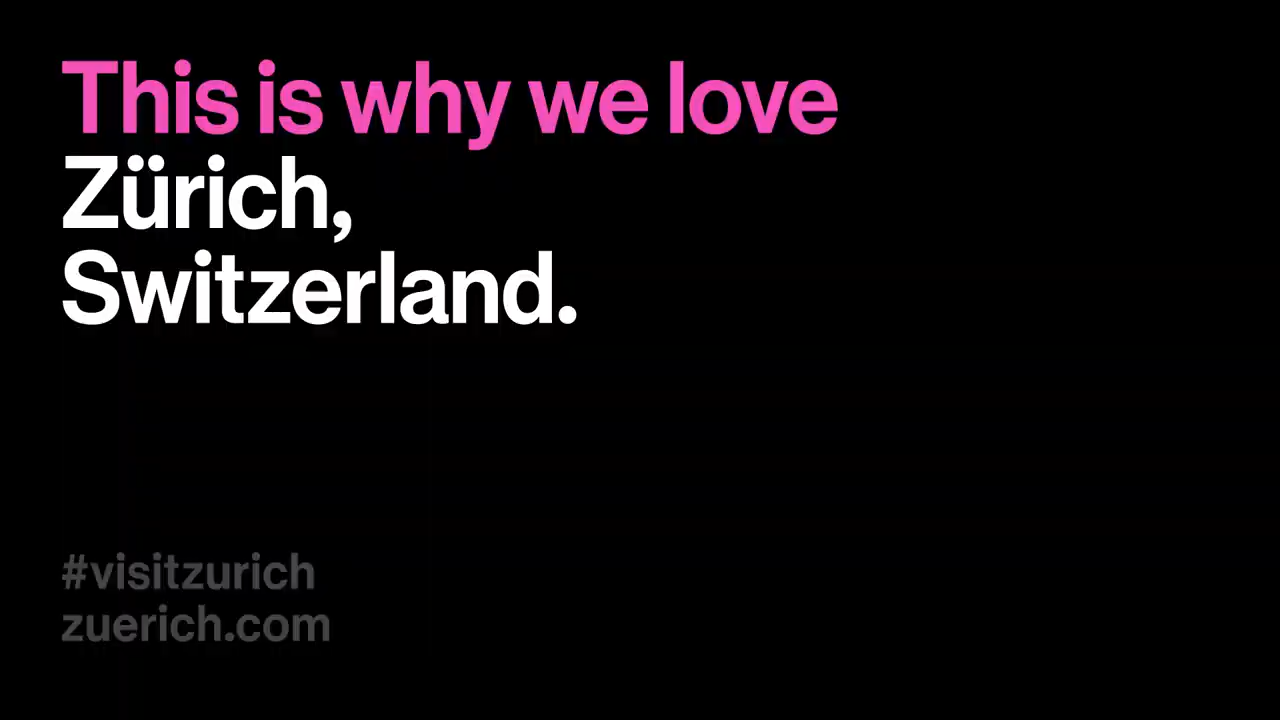 This is why we love
Zürich,
Switzerland.
#visitzurich
zuerich.com